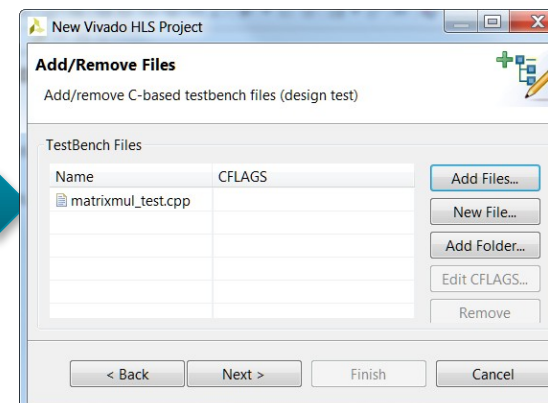 New Vivado HLS Project
Add/Remove Files
Add/remove C-based testbench files (design test)
TestBench Files
Name CFLAGS
matrixmul_test.cpp
Add Files...
New File...
Add Folder...
Edit CFLAGS...
Remove
< Back Next > Finish Cancel